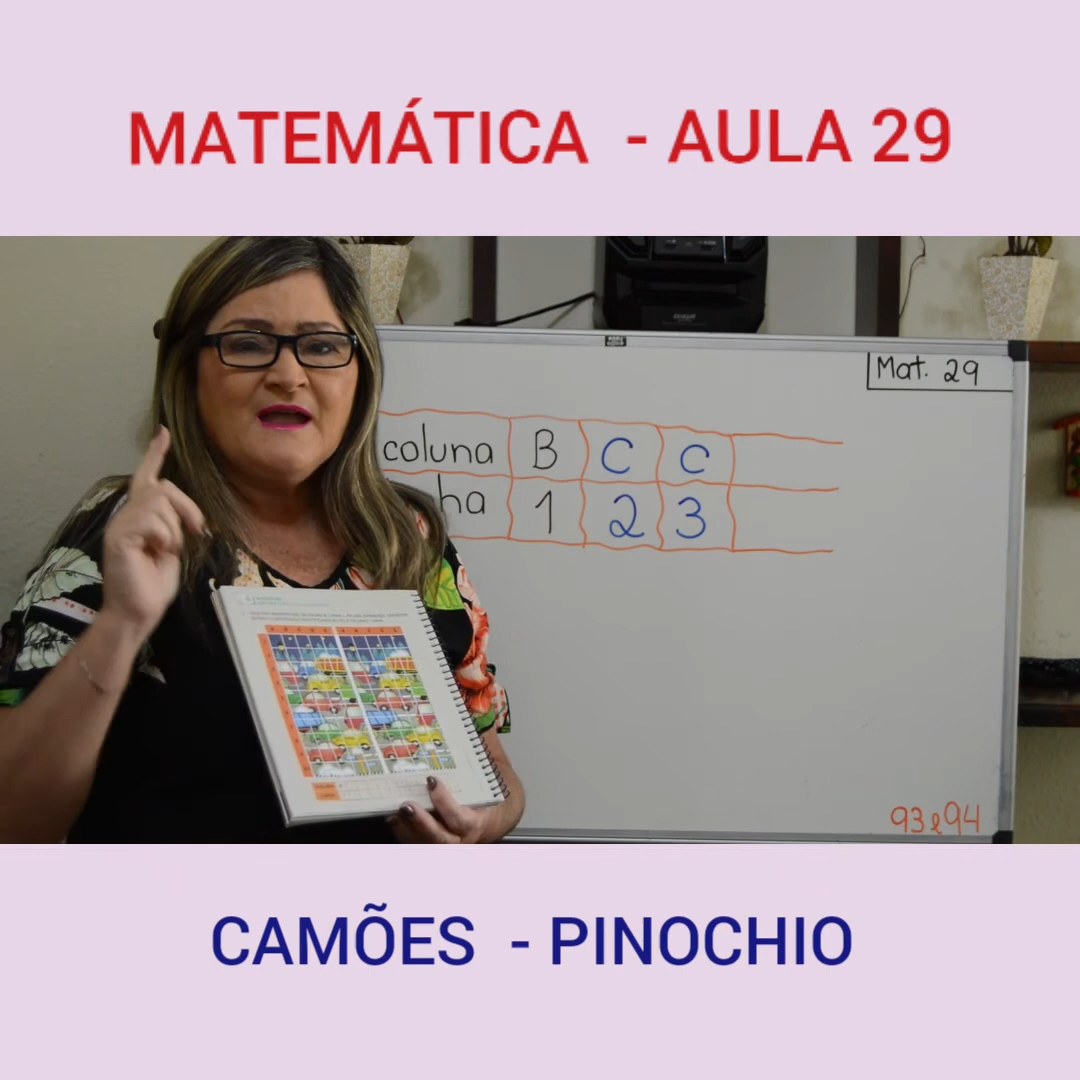 MATEMÁTICA - AULA 29
Mat. 29
coluna B C C
ha 1 2 3
93 e 94
CAMÕES - PINOCHIO